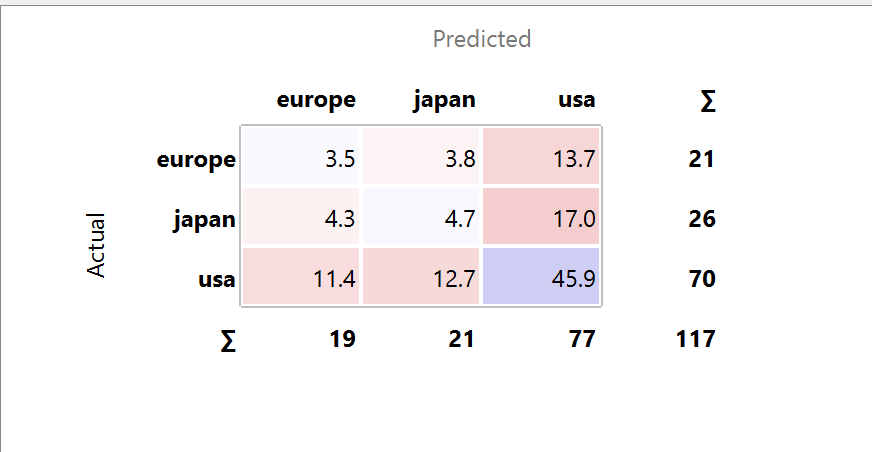 Predicted
europe japan usa ∑
europe 3.5 3.8 13.7 21
japan 4.3 4.7 17.0 26
Actual
usa 11.4 12.7 45.9 70
∑ 19 21 77 117